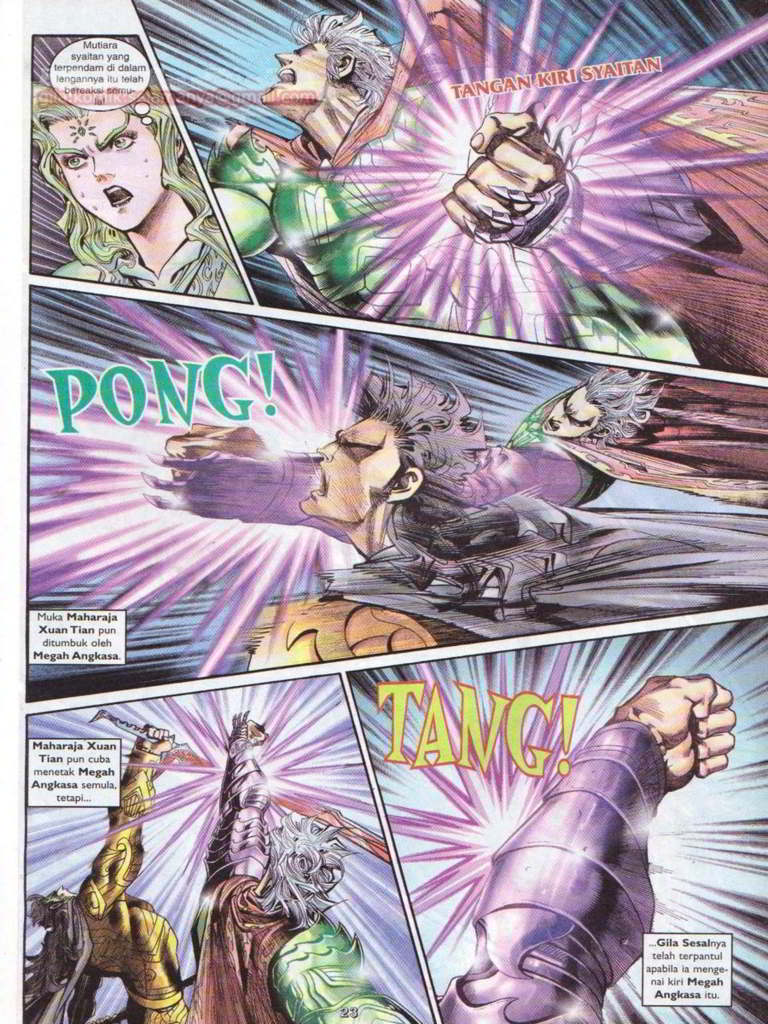 Mutiara
syaitan yang
terpendam di dalam
lengannya itu telah
bereaksi semu-
TANGAN KIRI SYAITAN
PONG!
Muka Maharaja
Xuan Tian pun
ditumbuk oleh
Megah Angkasa.
Maharaja Xuan
Tian pun cuba
menetak Megah
Angkasa semula,
tetapi...
TANG!
...Gila Sesalnya
telah terpantul
apabila ia menge-
nai kiri Megah
Angkasa itu.
23